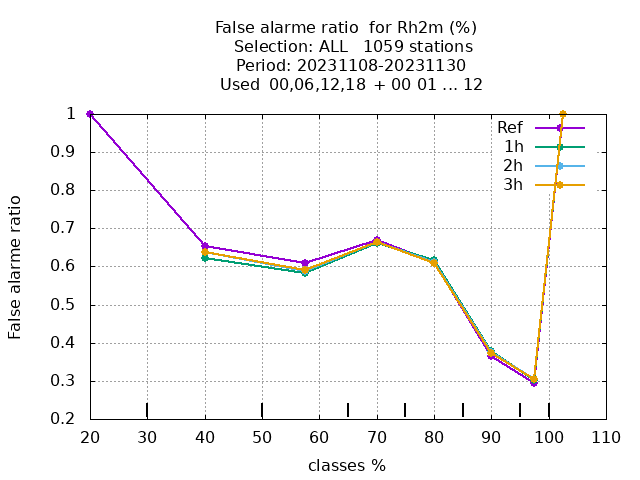 False alarme ratio  for Rh2m (%)
Selection: ALL   1059 stations
Period: 20231108-20231130
Used  00,06,12,18  + 00 01 ... 12
Ref
1h
2h
3h
1
0.9
0.8
0.7
0.6
0.5
0.4
0.3
0.2
False alarme ratio
20 30 40 50 60 70 80 90 100 110
classes %